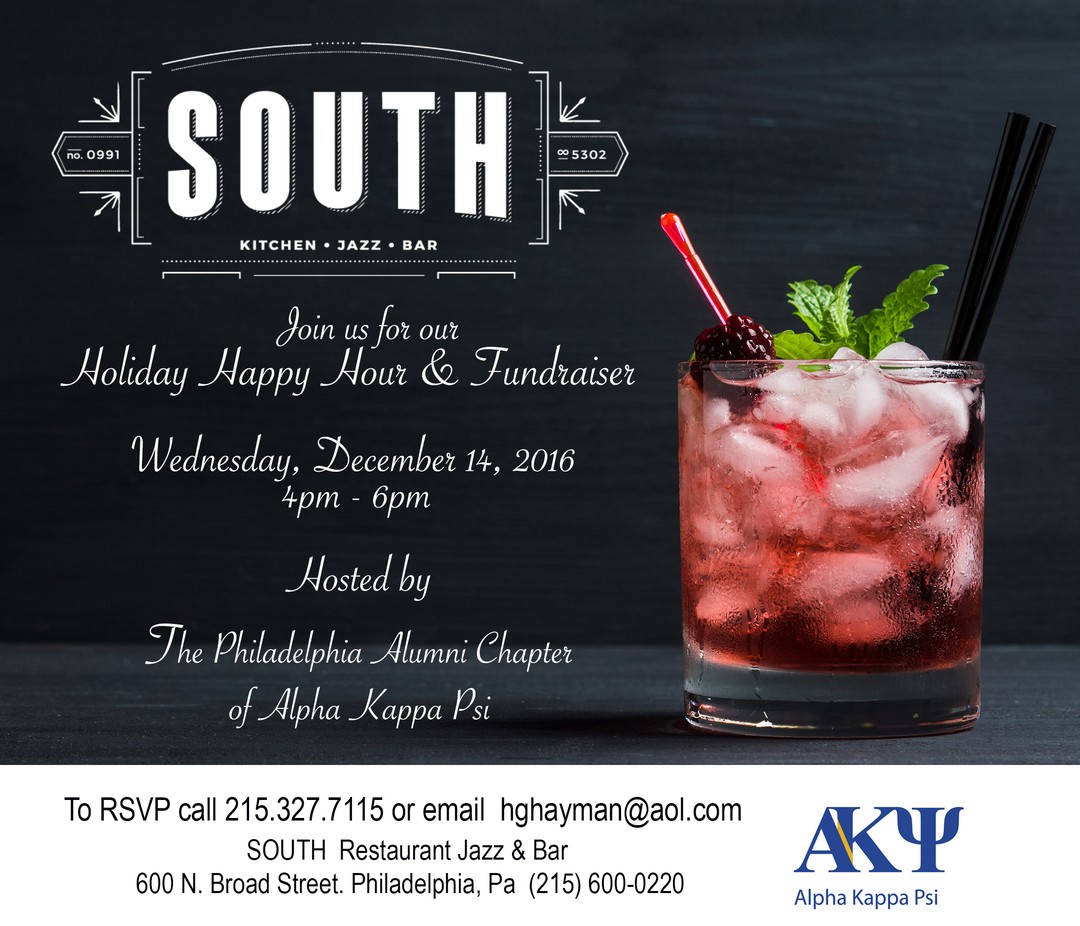 no. 0991
SOUTH
∞ 5302
KITCHEN • JAZZ • BAR
Join us for our
Holiday Happy Hour & Fundraiser
Wednesday, December 14, 2016
4pm - 6pm
Hosted by
The Philadelphia Alumni Chapter
of Alpha Kappa Psi
To RSVP call 215.327.7115 or email hghayman@aol.com
SOUTH Restaurant Jazz & Bar
600 N. Broad Street. Philadelphia, Pa (215) 600-0220
ΑΚΨ
Alpha Kappa Psi